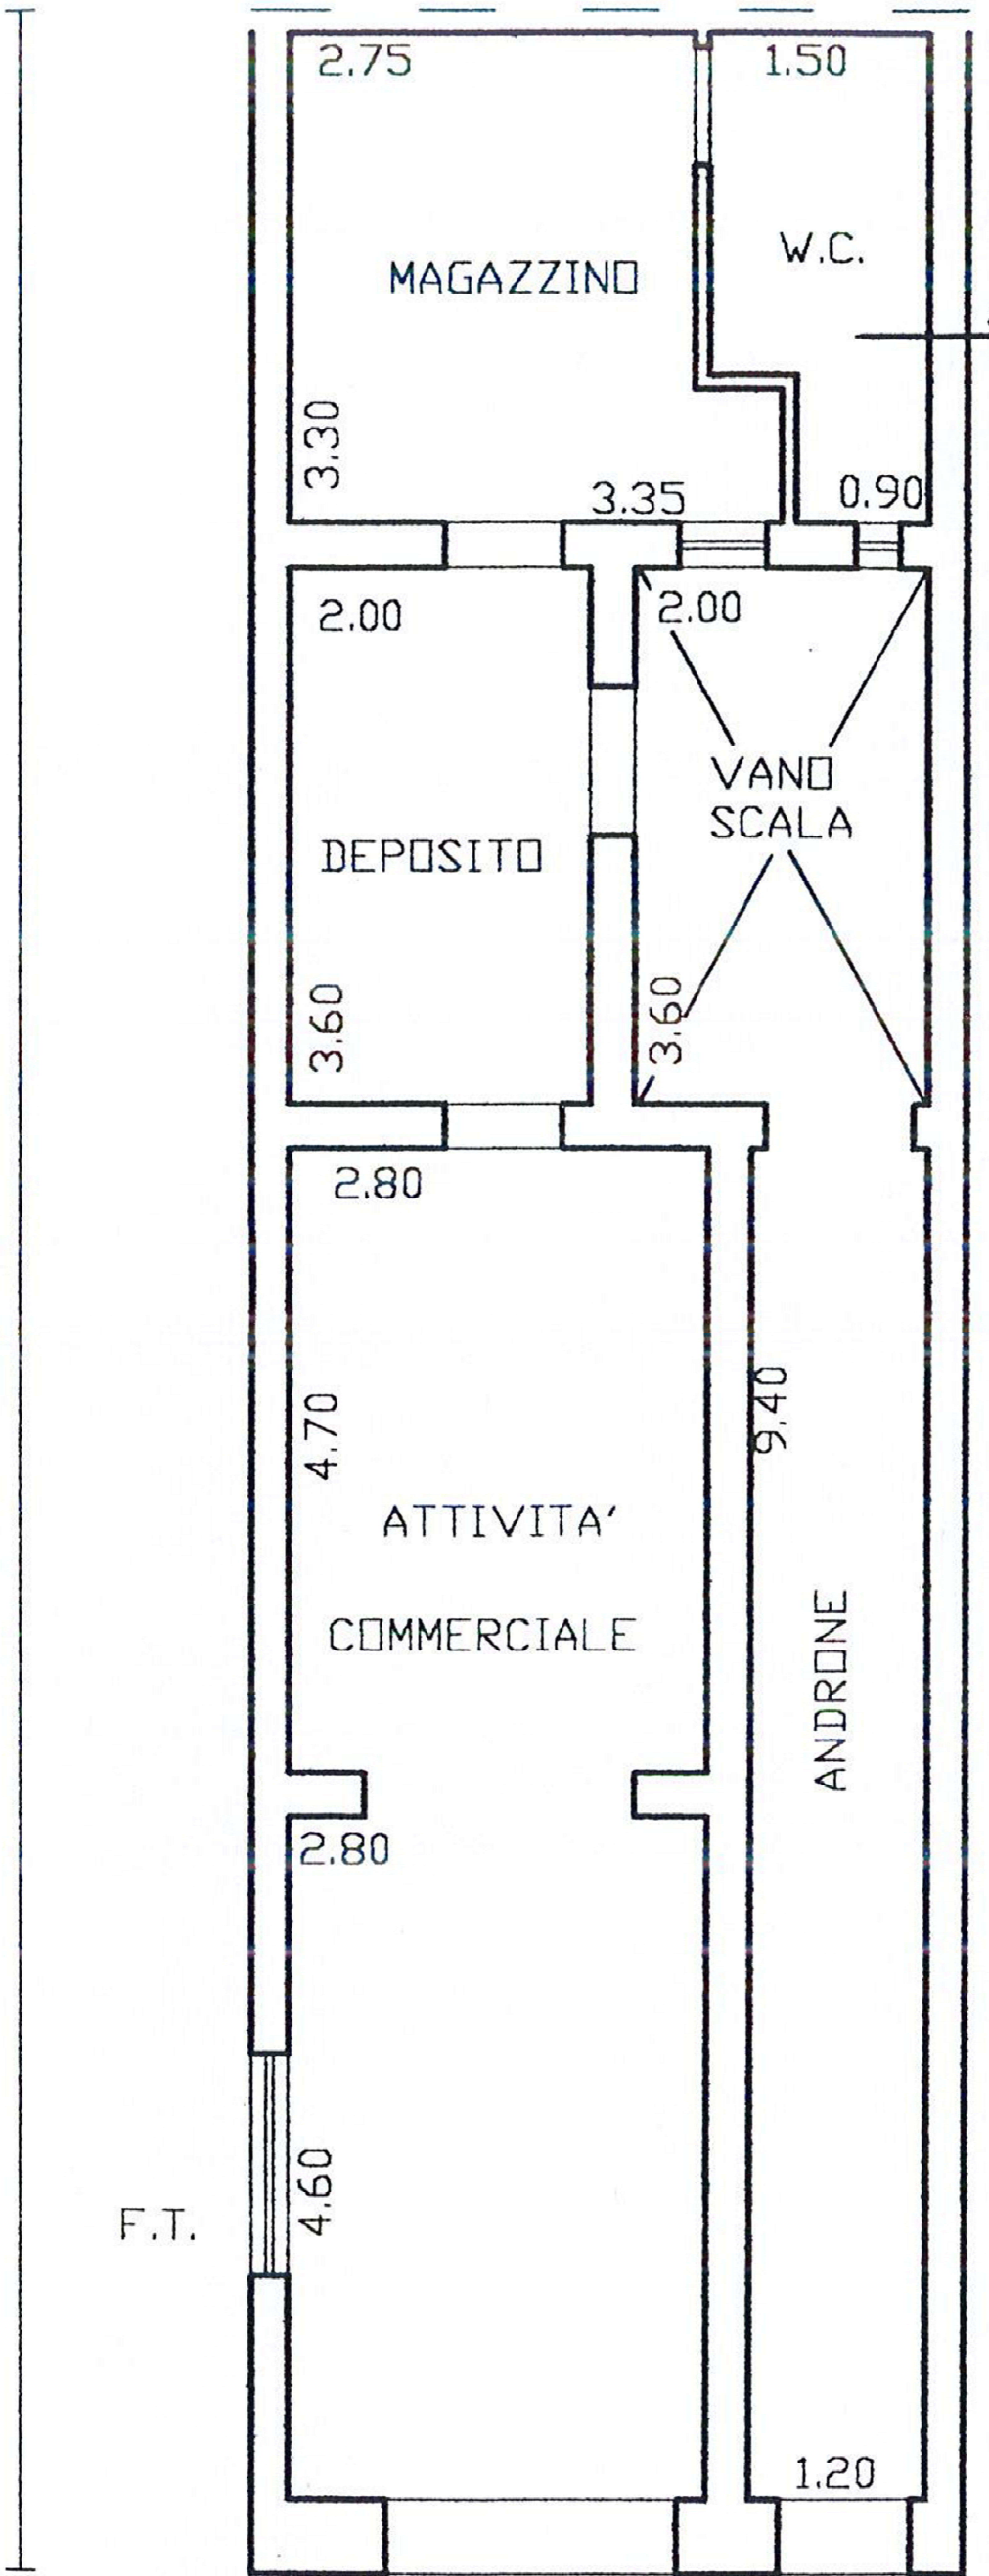 2.75
1.50
W.C.
MAGAZZINO
3.30
3.35
0.90
2.00
2.00
VANO
SCALA
DEPOSITO
3.60
3.60
2.80
4.70
9.40
ATTIVITA'
COMMERCIALE
ANDRONE
2.80
4.60
F.T.
1.20